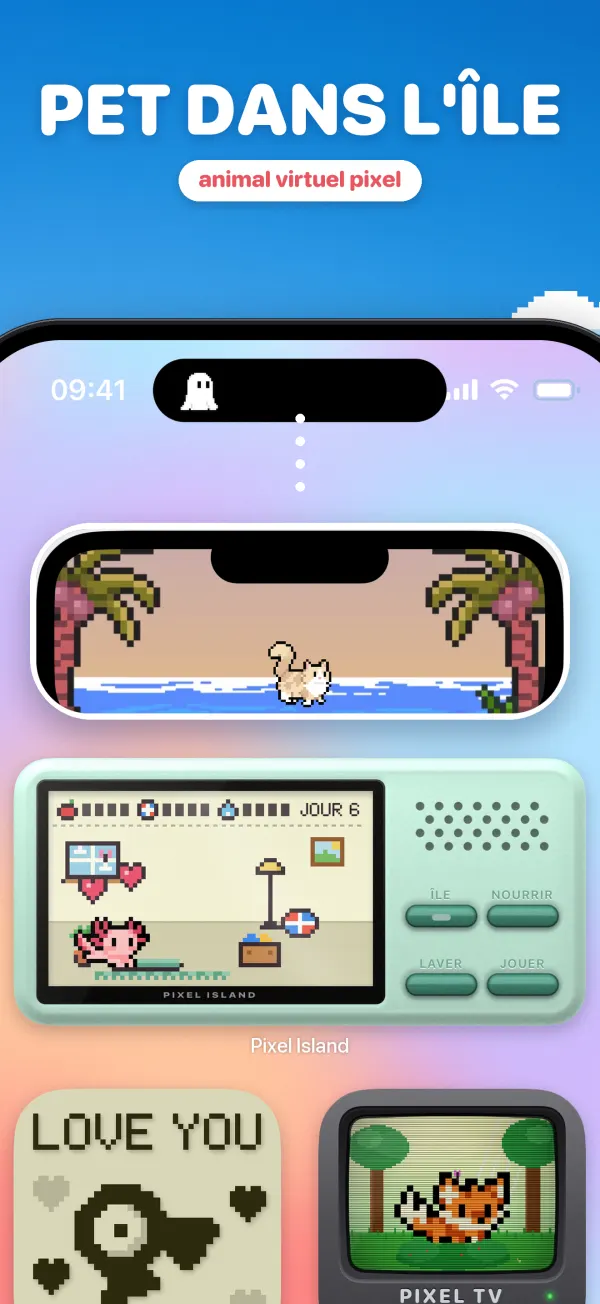 PET DANS L'ÎLE
animal virtuel pixel
09:41
JOUR 6
ÎLE NOURRIR
LAVER JOUER
PIXEL ISLAND
Pixel Island
LOVE YOU
PIXEL TV